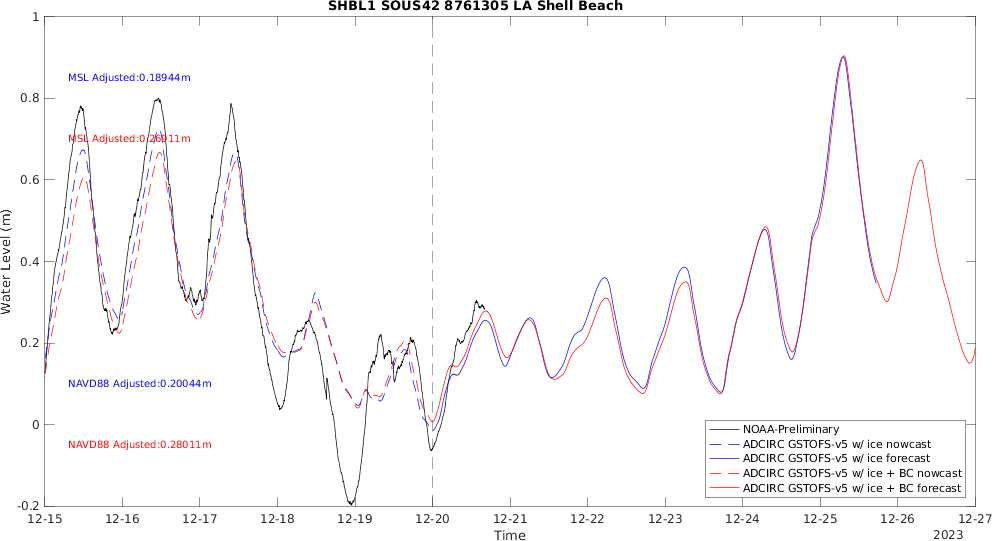 SHBL1 SOUS42 8761305 LA Shell Beach
1
0.8
0.6
0.4
0.2
0
-0.2
Water Level (m)
MSL Adjusted:0.18944m
MSL Adjusted:0.26911m
NAVD88 Adjusted:0.20044m
NAVD88 Adjusted:0.28011m
NOAA-Preliminary
ADCIRC GSTOFS-v5 w/ ice nowcast
ADCIRC GSTOFS-v5 w/ ice forecast
ADCIRC GSTOFS-v5 w/ ice + BC nowcast
ADCIRC GSTOFS-v5 w/ ice + BC forecast
12-15 12-16 12-17 12-18 12-19 12-20 12-21 12-22 12-23 12-24 12-25 12-26 12-27
Time
2023